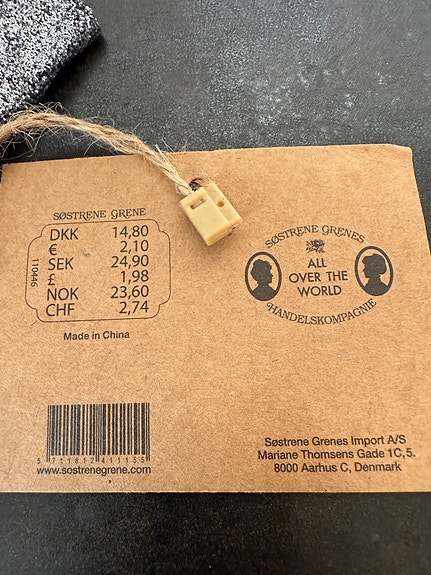 SØSTRENE GRENE
DKK 14,80
€ 2,10
SEK 24,90
£ 1,98
NOK 23,60
CHF 2,74
110446
Made in China
SØSTRENE GRENES
ALL
OVER THE
WORLD
HANDELSKOMPAGNIE
5 711612 411155
www.sostrenegrene.com
Søstrene Grenes Import A/S
Mariane Thomsens Gade 1C,5.
8000 Aarhus C, Denmark